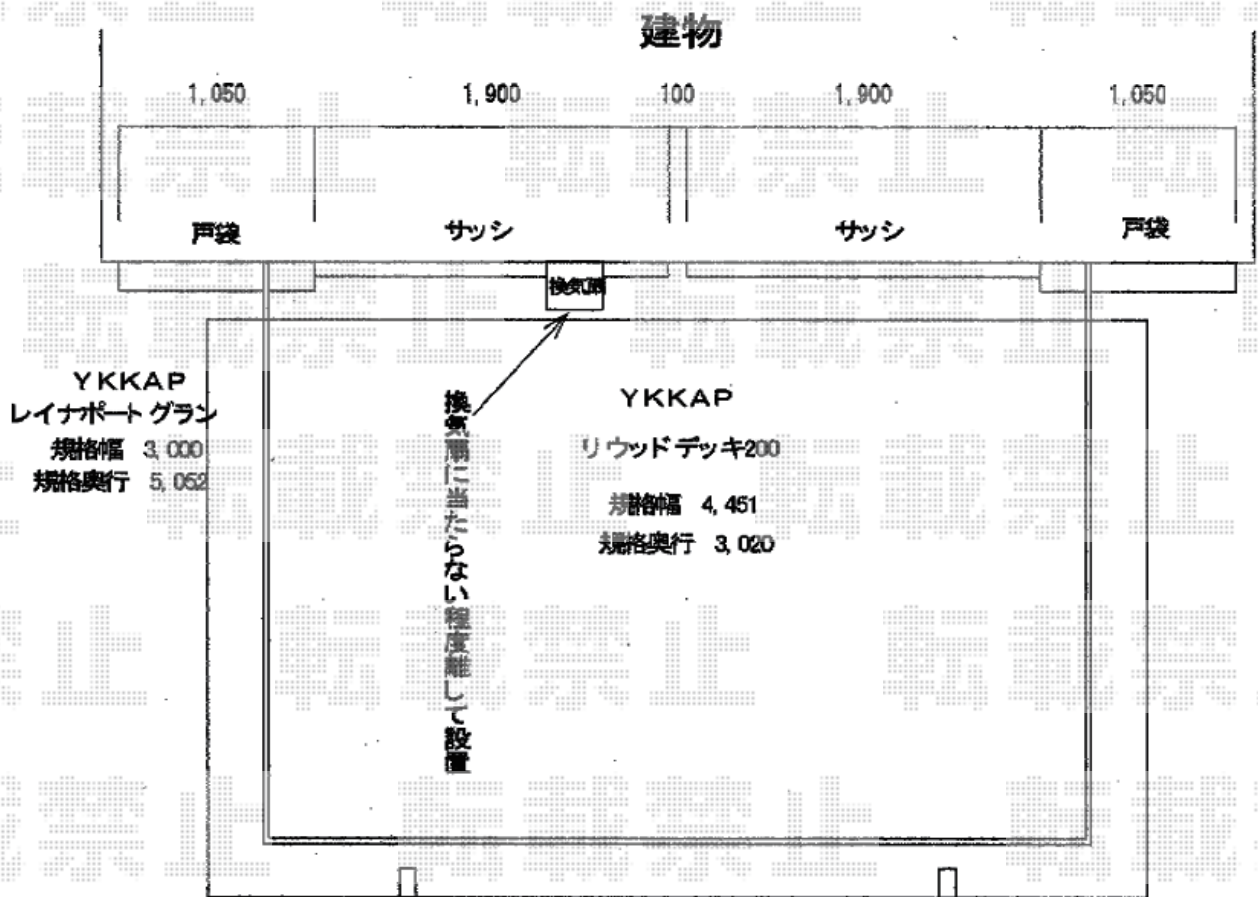 建物
1,050 1,900 100 1,900 1,050
戸袋 サッシ サッシ 戸袋
換気扇
YKKAP
レイナポート グラン
規格幅 3,000
規格奥行 5,052
換気扇に当たらない程度離して設置
YKKAP
リウッドデッキ200
規格幅 4,451
規格奥行 3,020
転載禁止